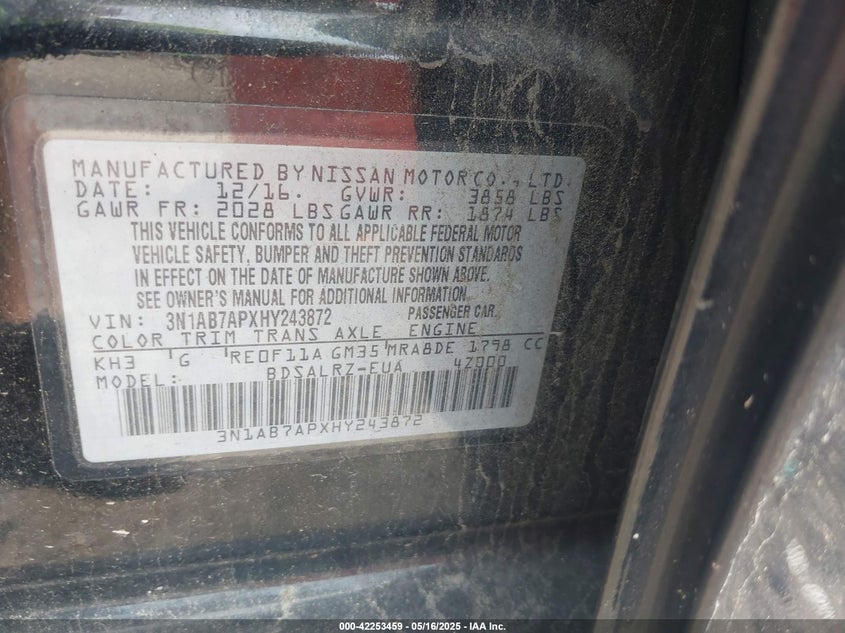 MANUFACTURED BY NISSAN MOTOR CO., LTD.
DATE: 12/16. GVWR: 3858 LBS
GAWR FR: 2028 LBS GAWR RR: 1874 LBS
THIS VEHICLE CONFORMS TO ALL APPLICABLE FEDERAL MOTOR
VEHICLE SAFETY, BUMPER AND THEFT PREVENTION STANDARDS
IN EFFECT ON THE DATE OF MANUFACTURE SHOWN ABOVE.
SEE OWNER'S MANUAL FOR ADDITIONAL INFORMATION.
VIN: 3N1AB7APXHY243872 PASSENGER CAR
COLOR TRIM TRANS AXLE ENGINE
KH3 G RE0F11A GM35 MRA8DE 1798 CC
MODEL: BDSALRZ-EUA 42000
3N1AB7APXHY243872
000-42253459 - 05/16/2025 - IAA Inc.